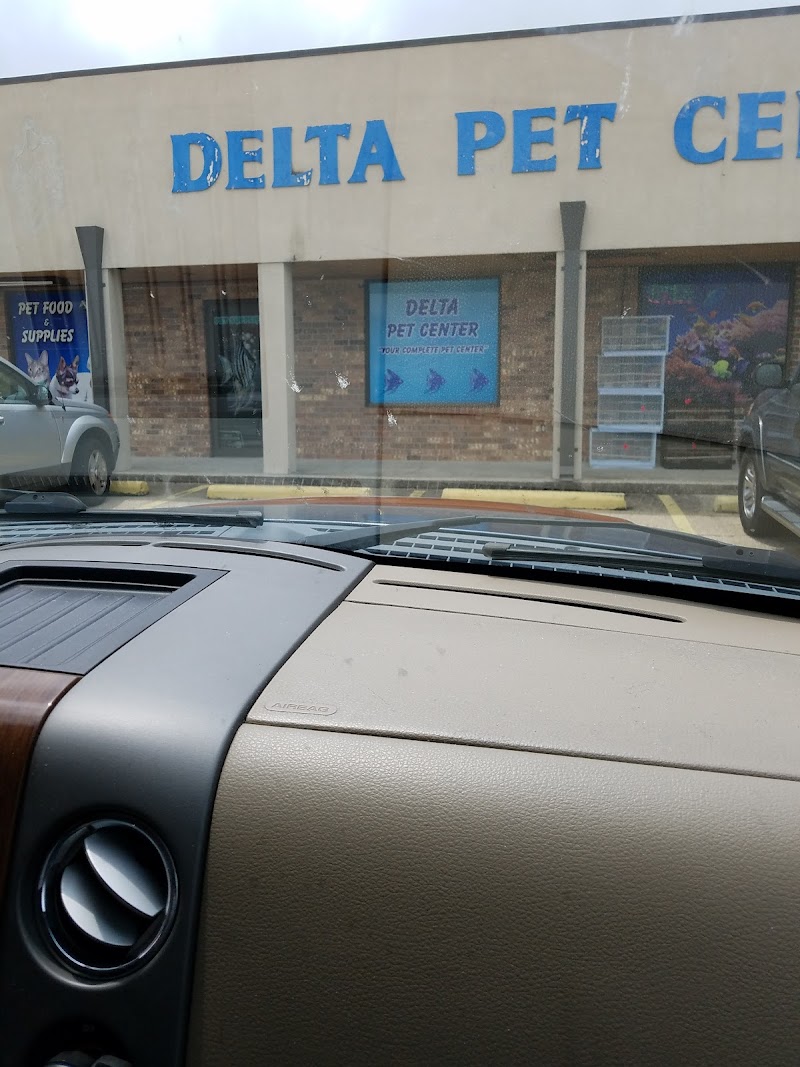 DELTA PET CE
PET FOOD
&
SUPPLIES
DELTA
PET CENTER
"YOUR COMPLETE PET CENTER"
AIRBAG